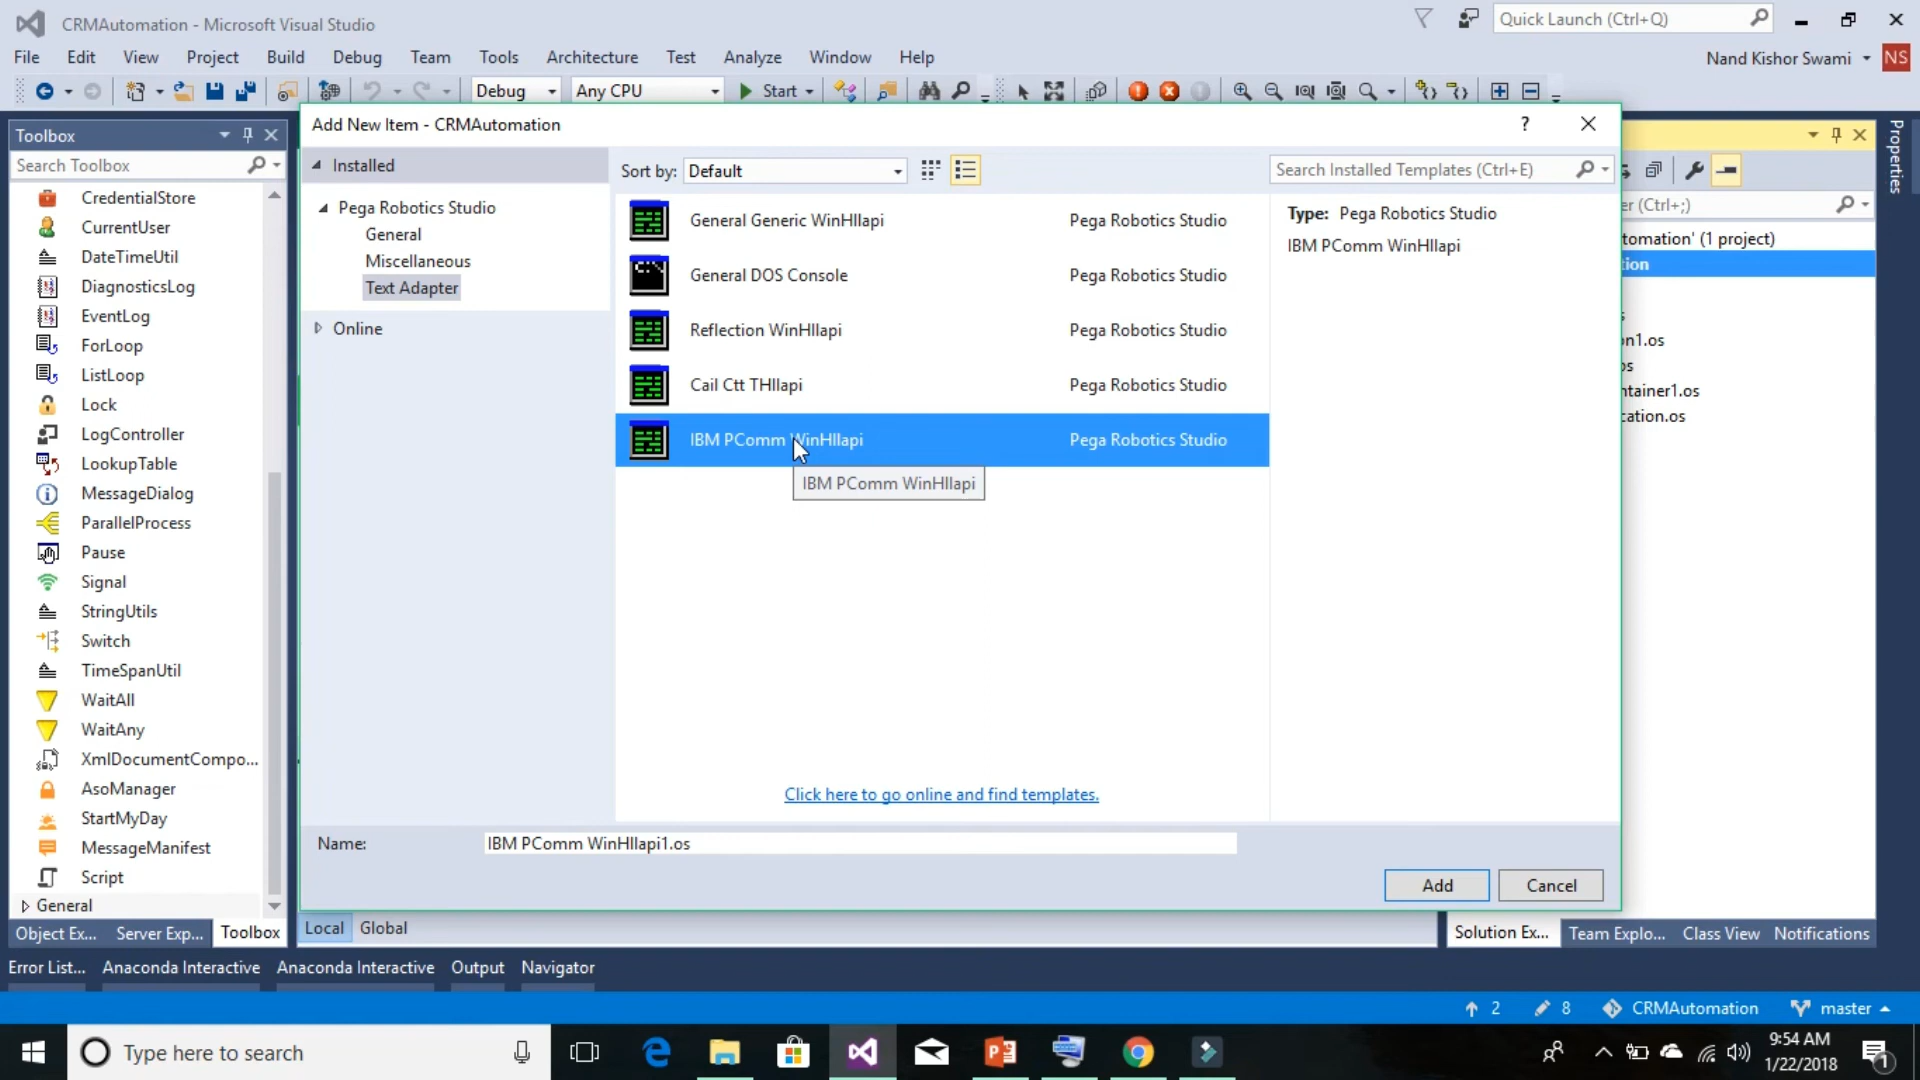 CRMAutomation - Microsoft Visual Studio
Quick Launch (Ctrl+Q)
File Edit View Project Build Debug Team Tools Architecture Test Analyze Window Help
Nand Kishor Swami NS
Debug Any CPU Start
Toolbox
Search Toolbox
CredentialStore
CurrentUser
DateTimeUtil
DiagnosticsLog
EventLog
ForLoop
ListLoop
Lock
LogController
LookupTable
MessageDialog
ParallelProcess
Pause
Signal
StringUtils
Switch
TimeSpanUtil
WaitAll
WaitAny
XmlDocumentCompo...
AsoManager
StartMyDay
MessageManifest
Script
General
Object Ex... Server Exp... Toolbox
Add New Item - CRMAutomation
?
Installed
Pega Robotics Studio
General
Miscellaneous
Text Adapter
Online
Sort by: Default
Search Installed Templates (Ctrl+E)
General Generic WinHllapi Pega Robotics Studio
General DOS Console Pega Robotics Studio
Reflection WinHllapi Pega Robotics Studio
Cail Ctt THllapi Pega Robotics Studio
IBM PComm WinHllapi Pega Robotics Studio
IBM PComm WinHllapi
Type: Pega Robotics Studio
IBM PComm WinHllapi
Click here to go online and find templates.
Name: IBM PComm WinHllapi1.os
Add Cancel
Properties
er (Ctrl+;)
tomation' (1 project)
tion
n1.os
os
ntainer1.os
cation.os
Local Global
Solution Ex... Team Explo... Class View Notifications
Error List... Anaconda Interactive Anaconda Interactive Output Navigator
2 8 CRMAutomation master
Type here to search
9:54 AM
1/22/2018
1